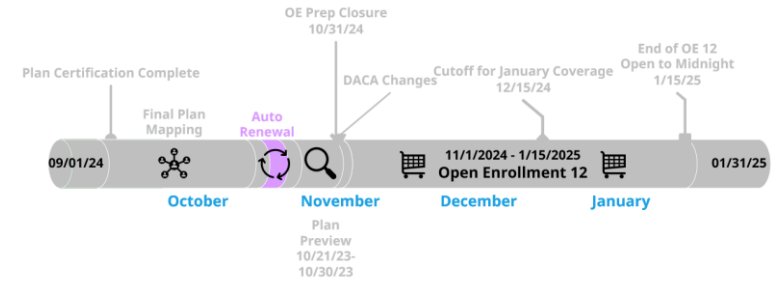 OE Prep Closure
10/31/24
Plan Certification Complete
DACA Changes
Cutoff for January Coverage
12/15/24
End of OE 12
Open to Midnight
1/15/25
Final Plan
Mapping
Auto
Renewal
09/01/24
11/1/2024 - 1/15/2025
Open Enrollment 12
01/31/25
October
November
December
January
Plan
Preview
10/21/23-
10/30/23